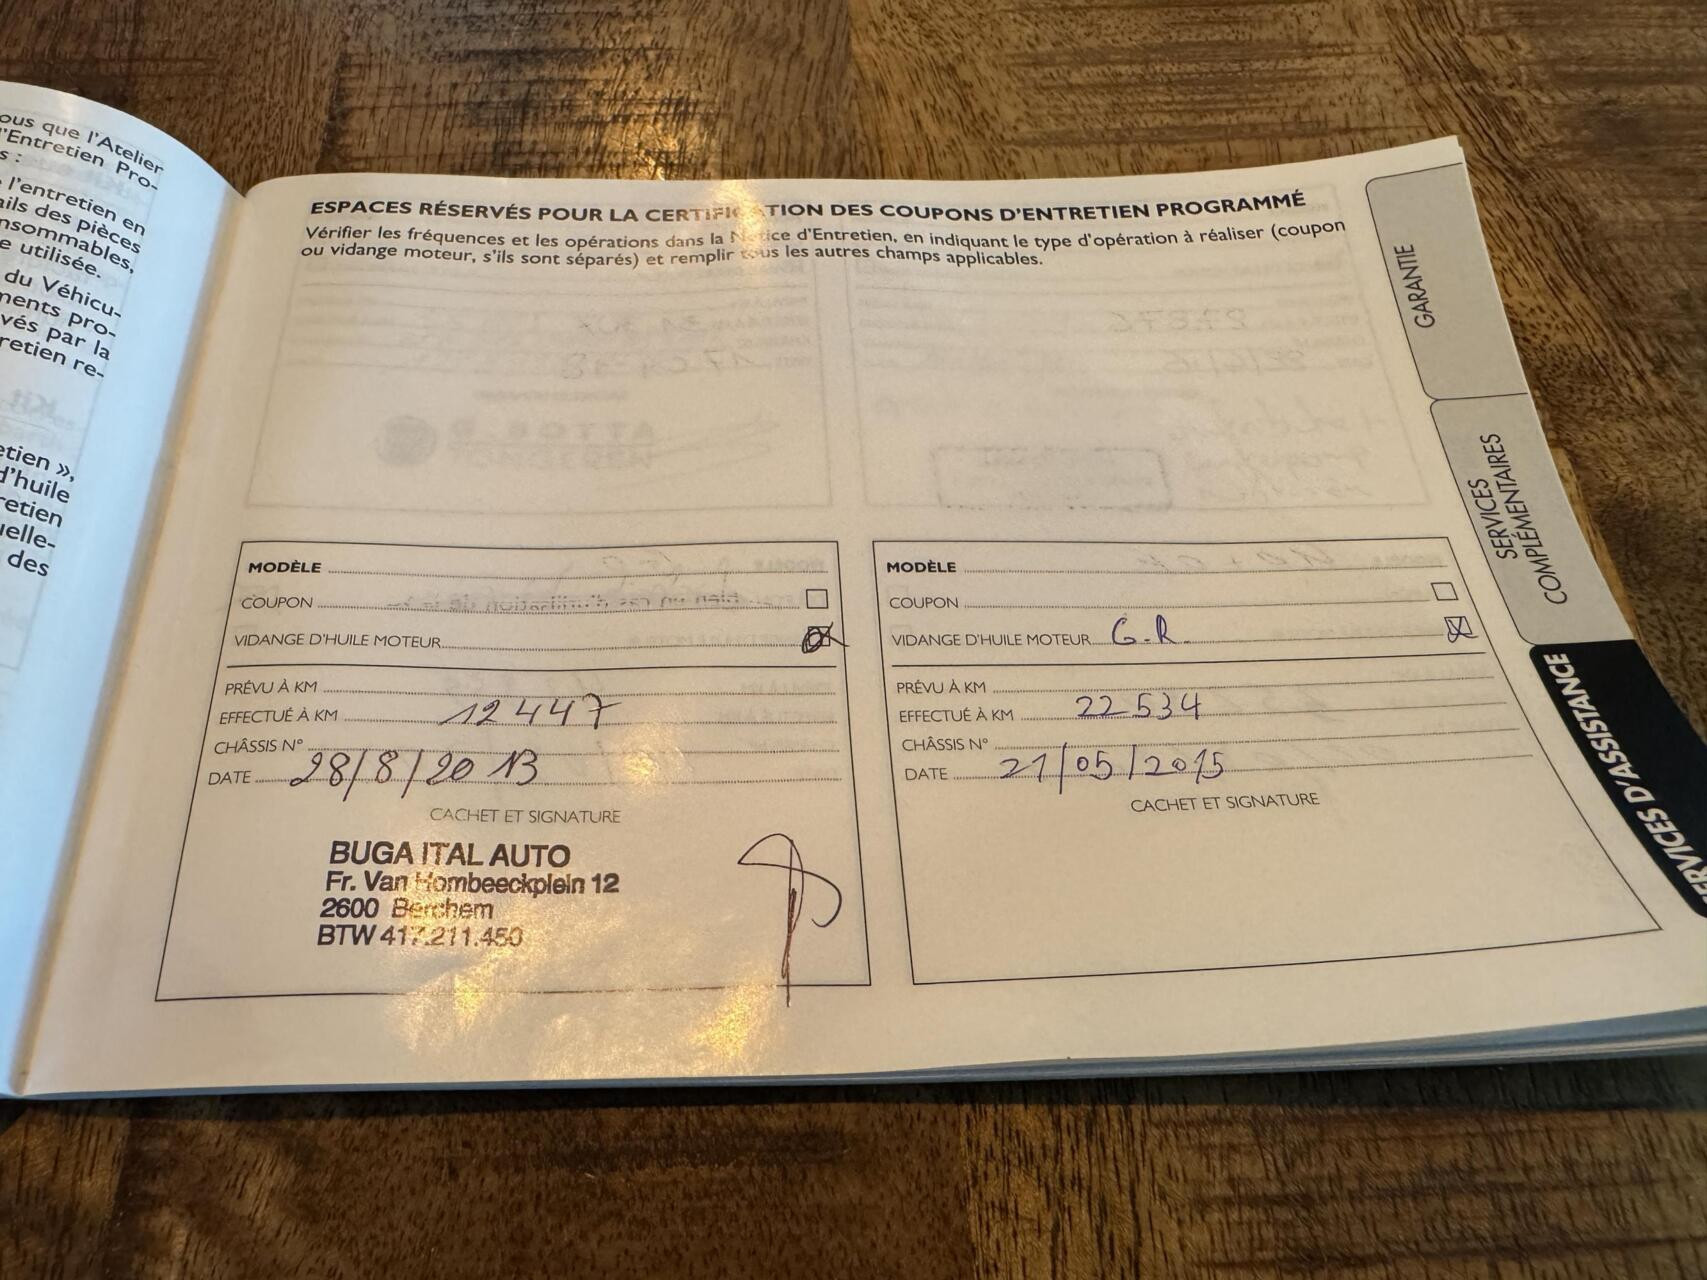 ous que l'Atelier
l'Entretien Pro-
s :
l'entretien en
ails des pièces
nsommables,
e utilisée.
du Véhicu-
ments pro-
vés par la
retien re-
etien »,
d'huile
retien
uelle-
des
ESPACES RÉSERVÉS POUR LA CERTIFICATION DES COUPONS D'ENTRETIEN PROGRAMMÉ
Vérifier les fréquences et les opérations dans la Notice d'Entretien, en indiquant le type d'opération à réaliser (coupon
ou vidange moteur, s'ils sont séparés) et remplir tous les autres champs applicables.
MODÈLE
COUPON
VIDANGE D'HUILE MOTEUR
PRÉVU À KM
EFFECTUÉ À KM 12447
CHÂSSIS N°
DATE 28/8/2013
CACHET ET SIGNATURE
BUGA ITAL AUTO
Fr. Van Hombeeckplein 12
2600 Berchem
BTW 417.211.450
MODÈLE
COUPON
VIDANGE D'HUILE MOTEUR G.R.
PRÉVU À KM
EFFECTUÉ À KM 22534
CHÂSSIS N°
DATE 21/05/2015
CACHET ET SIGNATURE
GARANTIE
SERVICES
COMPLÉMENTAIRES
SERVICES D'ASSISTANCE